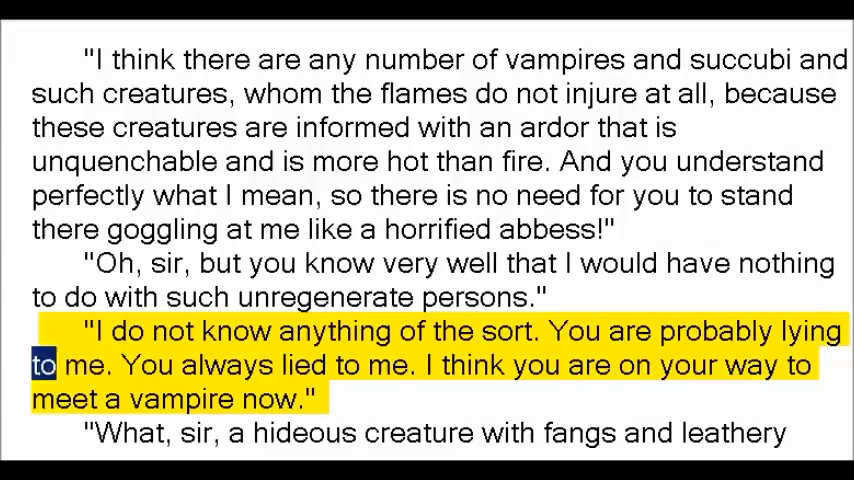 "I think there are any number of vampires and succubi and
such creatures, whom the flames do not injure at all, because
these creatures are informed with an ardor that is
unquenchable and is more hot than fire. And you understand
perfectly what I mean, so there is no need for you to stand
there goggling at me like a horrified abbess!"
"Oh, sir, but you know very well that I would have nothing
to do with such unregenerate persons."
"I do not know anything of the sort. You are probably lying
to me. You always lied to me. I think you are on your way to
meet a vampire now."
"What, sir, a hideous creature with fangs and leathery